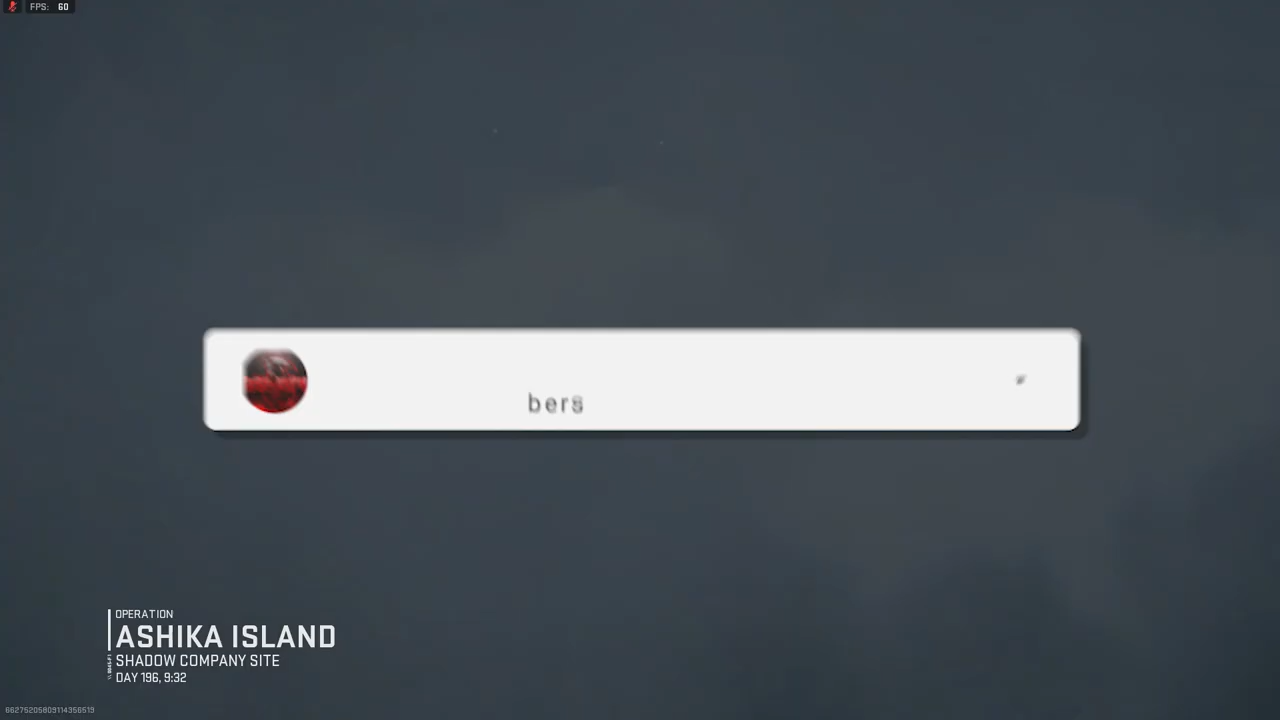 FPS: 60
bers
OPERATION
ASHIKA ISLAND
SHADOW COMPANY SITE
DAY 196, 9:32